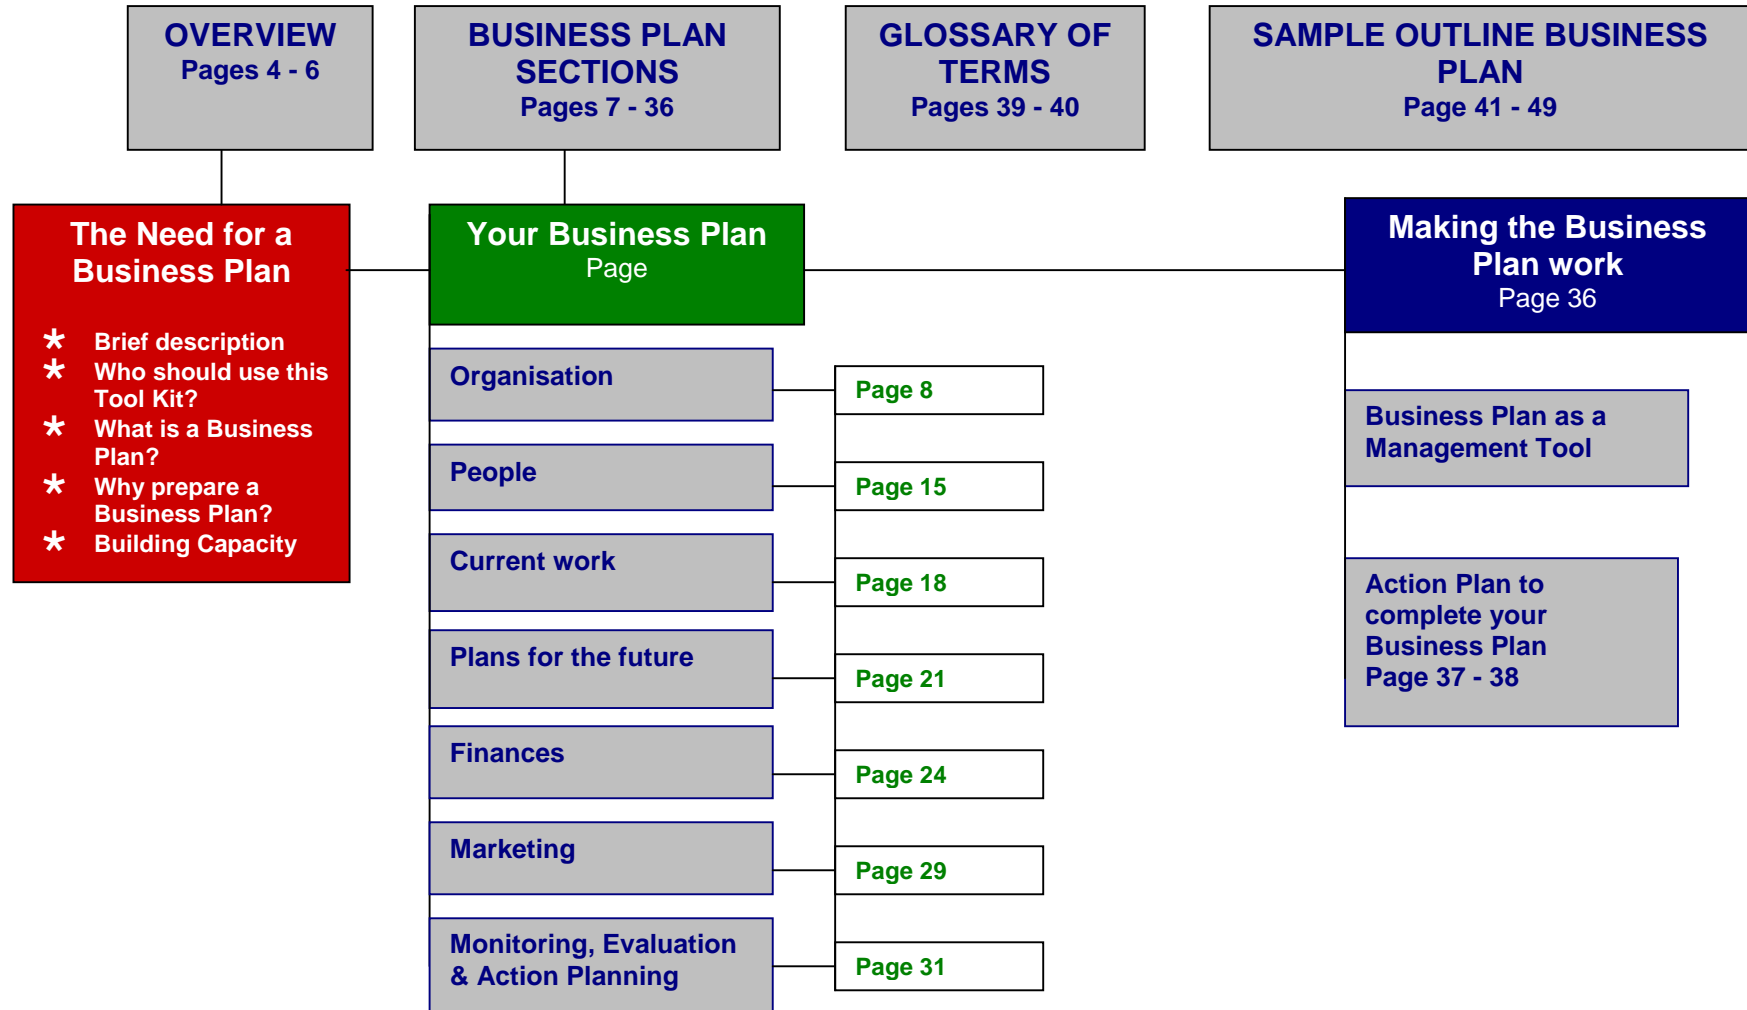 OVERVIEW
Pages 4 - 6
BUSINESS PLAN
SECTIONS
Pages 7 - 36
GLOSSARY OF
TERMS
Pages 39 - 40
SAMPLE OUTLINE BUSINESS
PLAN
Page 41 - 49
The Need for a
Business Plan
* Brief description
* Who should use this
Tool Kit?
* What is a Business
Plan?
* Why prepare a
Business Plan?
* Building Capacity
Your Business Plan
Page
Organisation
Page 8
People
Page 15
Current work
Page 18
Plans for the future
Page 21
Finances
Page 24
Marketing
Page 29
Monitoring, Evaluation
& Action Planning
Page 31
Making the Business
Plan work
Page 36
Business Plan as a
Management Tool
Action Plan to
complete your
Business Plan
Page 37 - 38